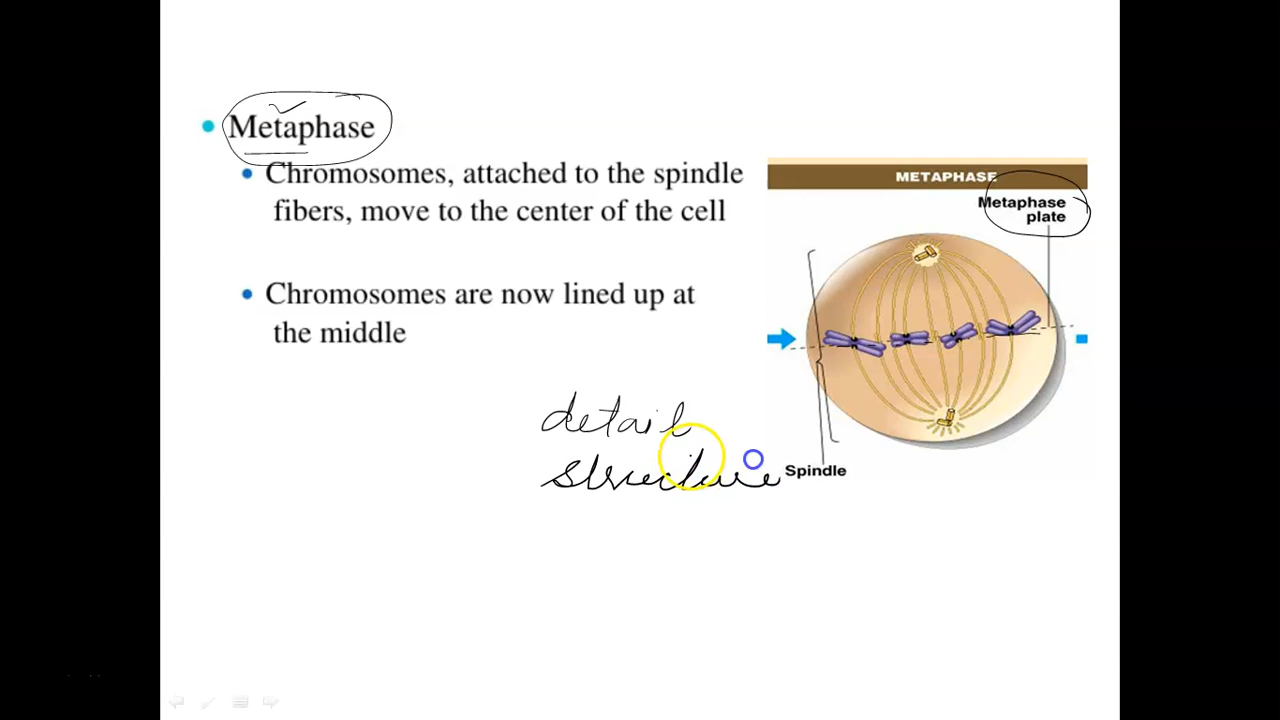 • Metaphase
• Chromosomes, attached to the spindle
fibers, move to the center of the cell
• Chromosomes are now lined up at
the middle
detail
structure
METAPHASE
Metaphase
plate
Spindle